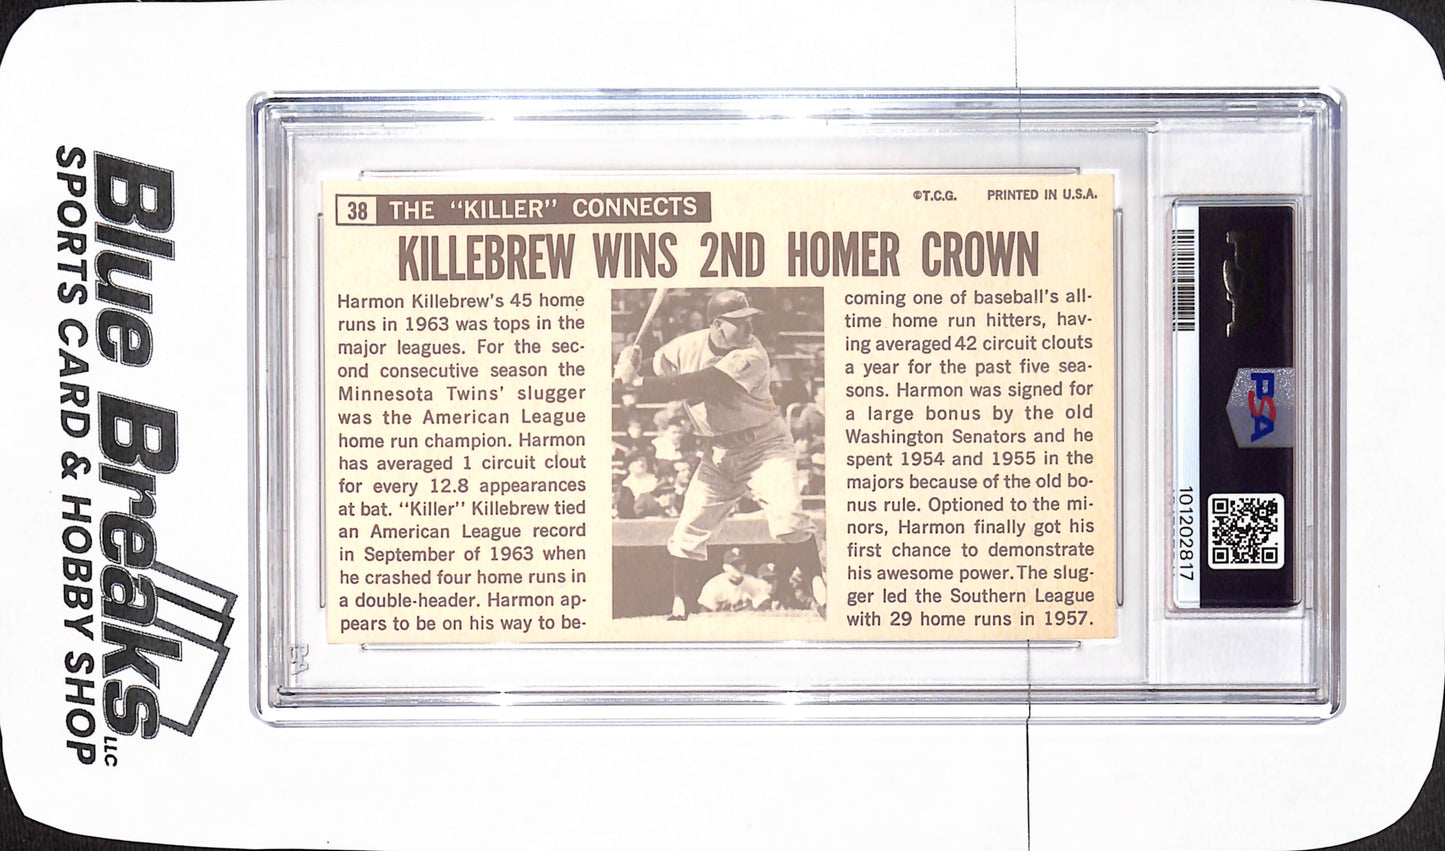 Blue Breaks LLC
SPORTS CARD & HOBBY SHOP
38 THE "KILLER" CONNECTS
©T.C.G. PRINTED IN U.S.A.
KILLEBREW WINS 2ND HOMER CROWN
Harmon Killebrew's 45 home
runs in 1963 was tops in the
major leagues. For the sec-
ond consecutive season the
Minnesota Twins' slugger
was the American League
home run champion. Harmon
has averaged 1 circuit clout
for every 12.8 appearances
at bat. "Killer" Killebrew tied
an American League record
in September of 1963 when
he crashed four home runs in
a double-header. Harmon ap-
pears to be on his way to be-
coming one of baseball's all-
time home run hitters, hav-
ing averaged 42 circuit clouts
a year for the past five sea-
sons. Harmon was signed for
a large bonus by the old
Washington Senators and he
spent 1954 and 1955 in the
majors because of the old bo-
nus rule. Optioned to the mi-
nors, Harmon finally got his
first chance to demonstrate
his awesome power. The slug-
ger led the Southern League
with 29 home runs in 1957.
PSA
PSA
101202817
PSA